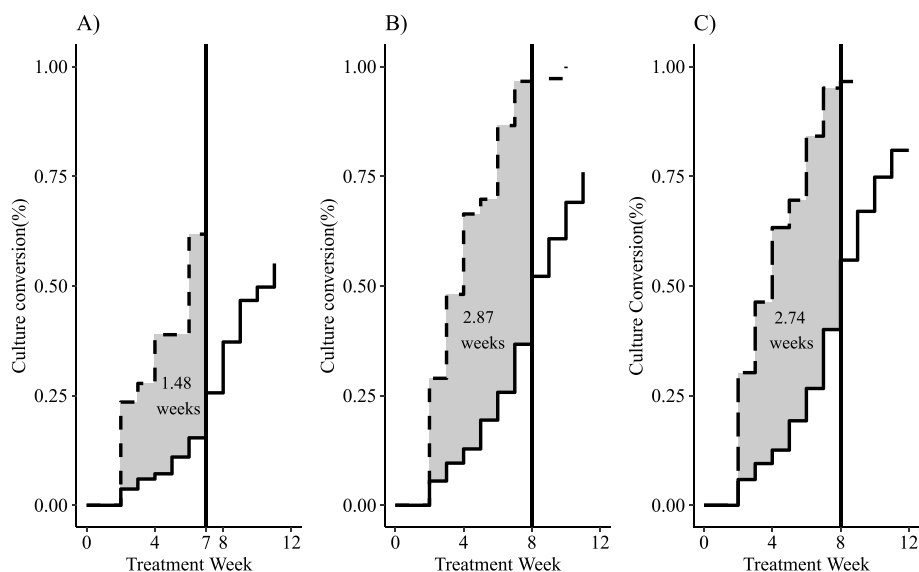 A)
Culture conversion(%)
1.00
0.75
0.50
0.25
0.00
1.48
weeks
0 4 7 8 12
Treatment Week
B)
Culture conversion(%)
1.00
0.75
0.50
0.25
0.00
2.87
weeks
0 4 8 12
Treatment Week
C)
Culture Conversion(%)
1.00
0.75
0.50
0.25
0.00
2.74
weeks
0 4 8 12
Treatment Week